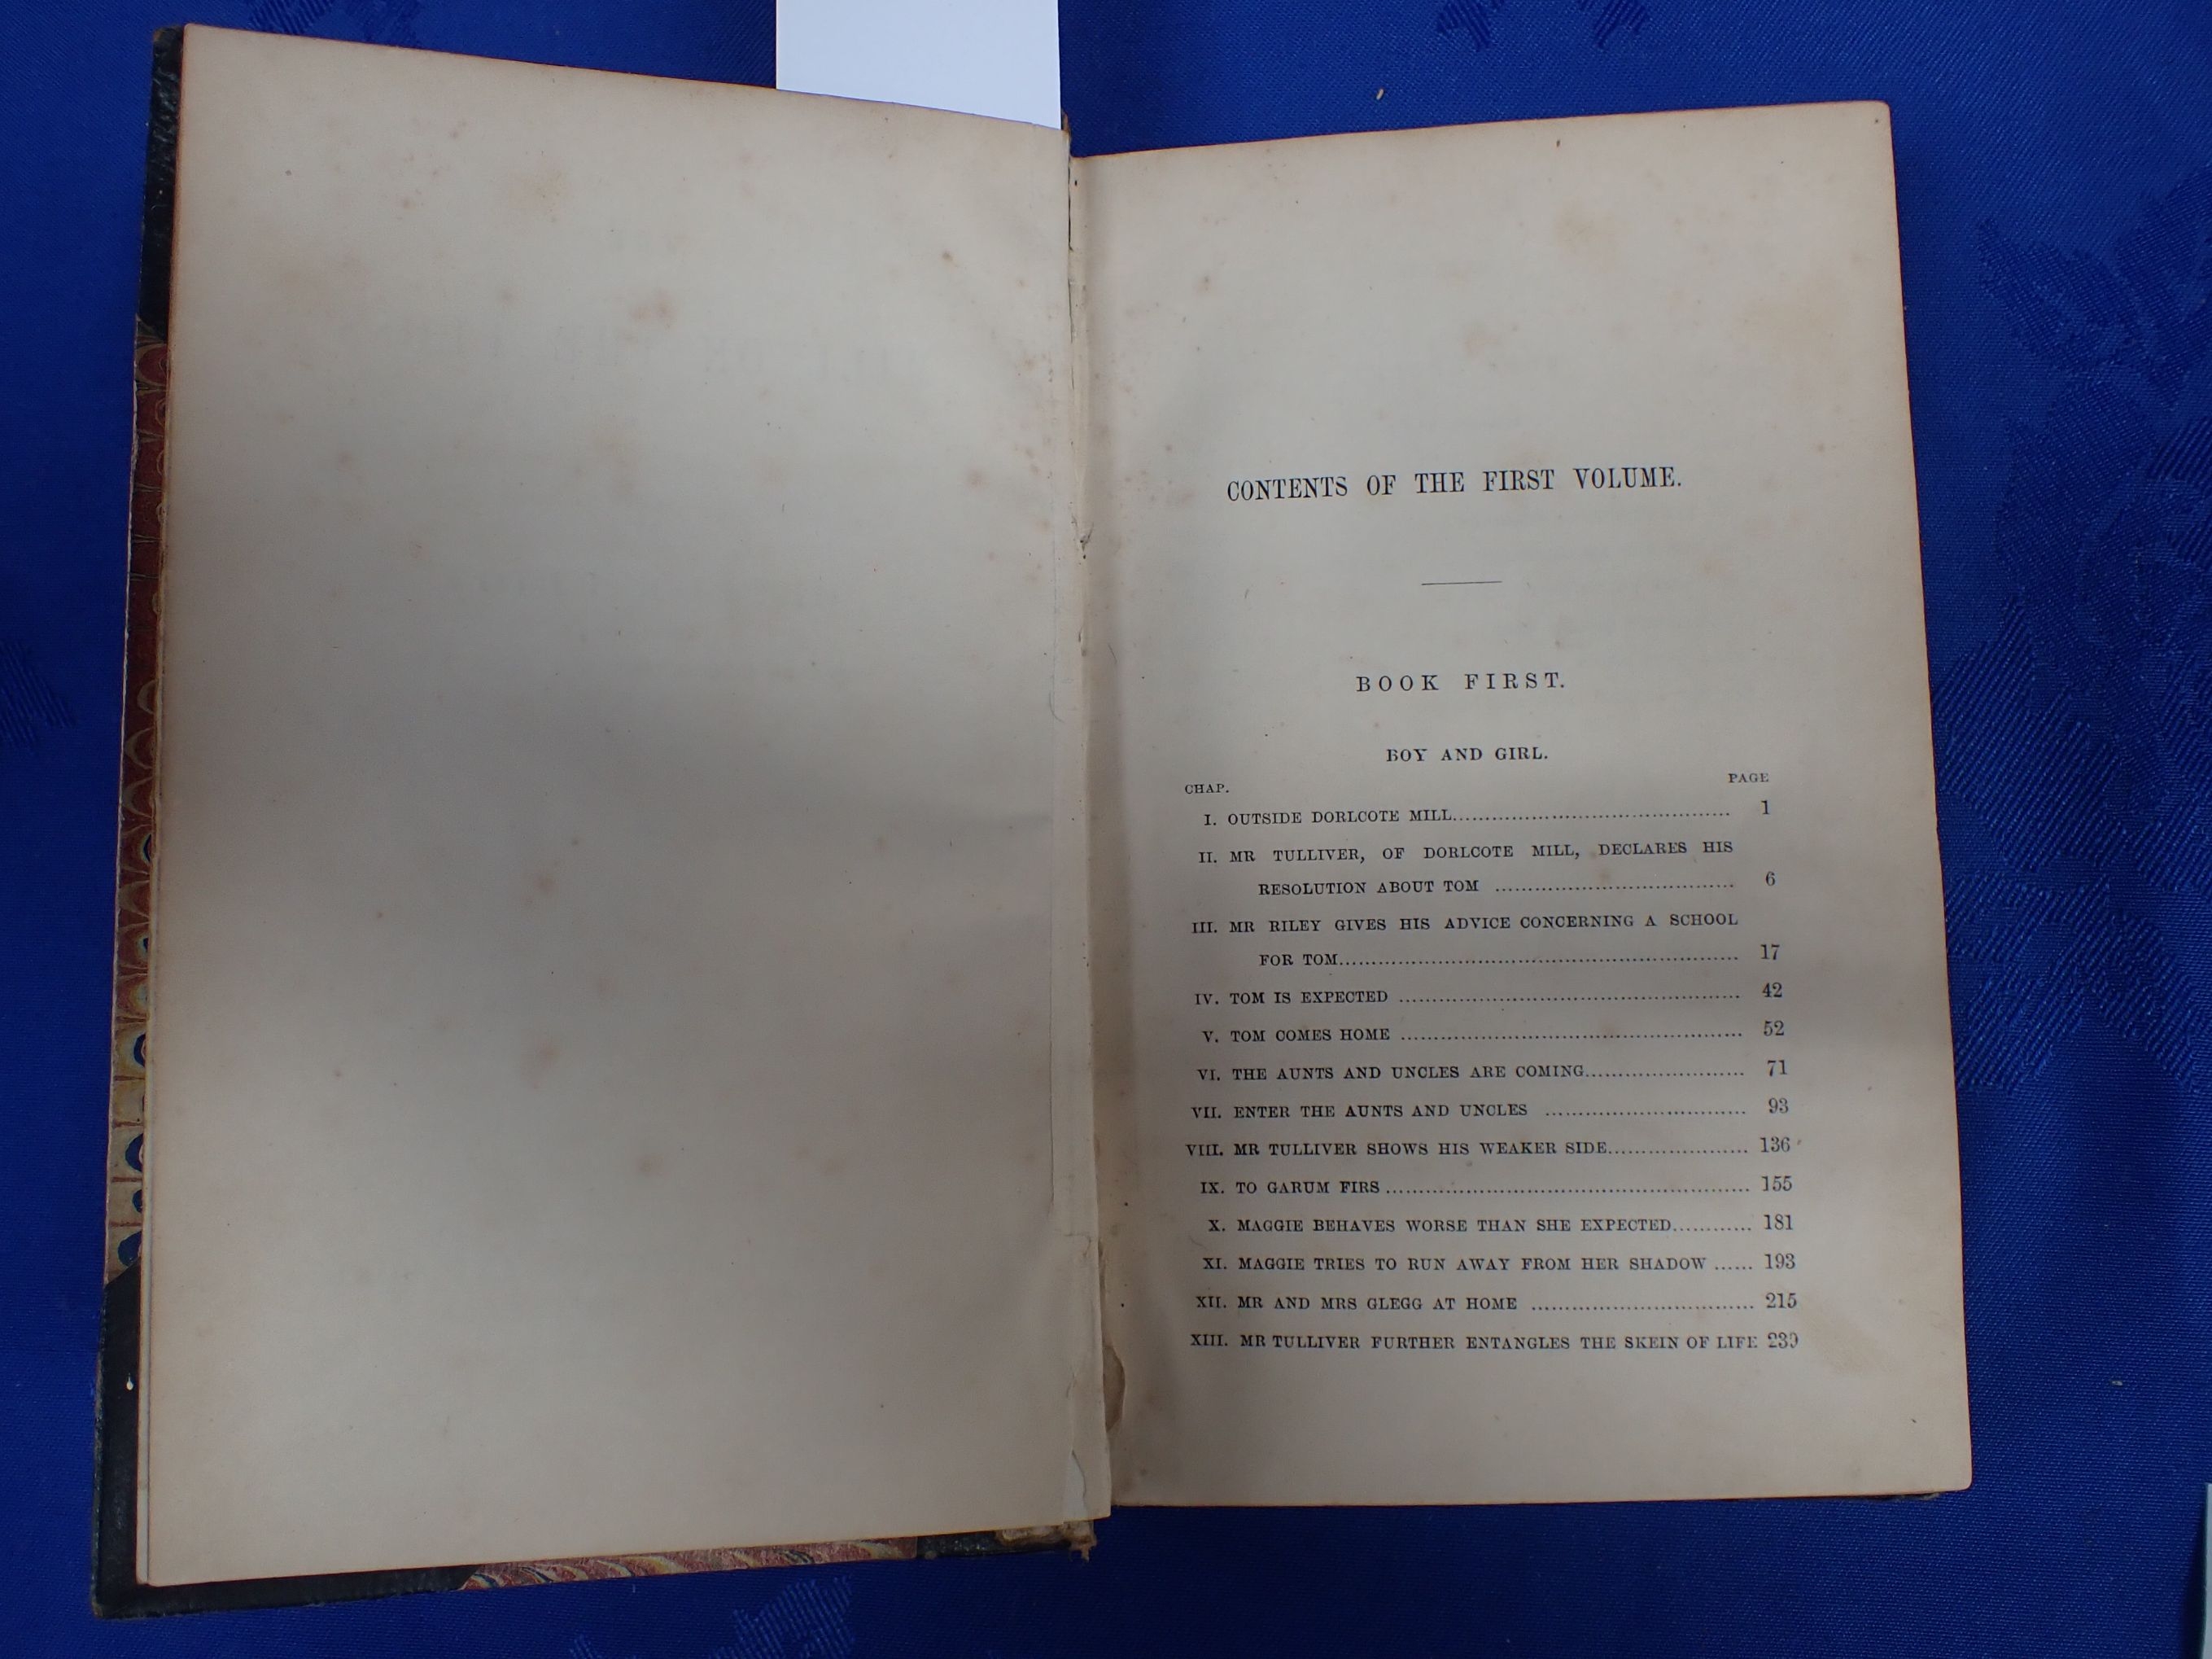 CONTENTS OF THE FIRST VOLUME.
BOOK FIRST.
BOY AND GIRL.
CHAP. PAGE
I. OUTSIDE DORLCOTE MILL 1
II. MR TULLIVER, OF DORLCOTE MILL, DECLARES HIS
RESOLUTION ABOUT TOM 6
III. MR RILEY GIVES HIS ADVICE CONCERNING A SCHOOL
FOR TOM 17
IV. TOM IS EXPECTED 42
V. TOM COMES HOME 52
VI. THE AUNTS AND UNCLES ARE COMING 71
VII. ENTER THE AUNTS AND UNCLES 93
VIII. MR TULLIVER SHOWS HIS WEAKER SIDE 136
IX. TO GARUM FIRS 155
X. MAGGIE BEHAVES WORSE THAN SHE EXPECTED 181
XI. MAGGIE TRIES TO RUN AWAY FROM HER SHADOW 193
XII. MR AND MRS GLEGG AT HOME 215
XIII. MR TULLIVER FURTHER ENTANGLES THE SKEIN OF LIFE 239